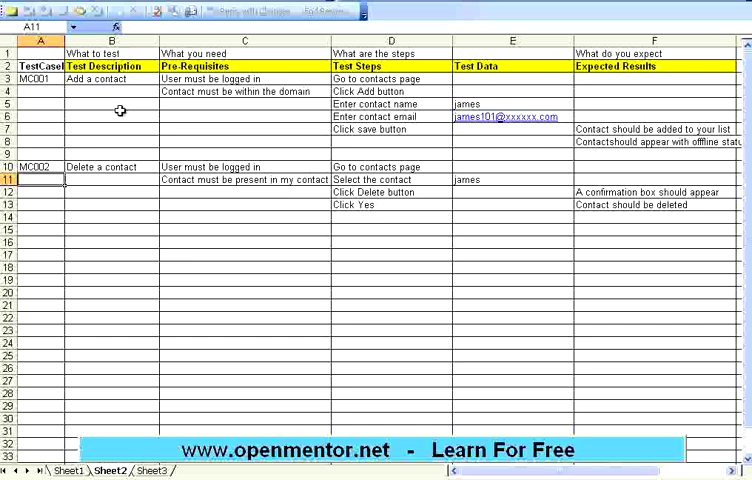 A11
A B C D E F
1 What to test What you need What are the steps What do you expect
2 TestCaseI Test Description Pre-Requisites Test Steps Test Data Expected Results
3 MC001 Add a contact User must be logged in Go to contacts page
4 Contact must be within the domain Click Add button
5 Enter contact name james
6 Enter contact email james101@xxxxxx.com
7 Click save button Contact should be added to your list
8 Contactshould appear with offline statu
9
10 MC002 Delete a contact User must be logged in Go to contacts page
11 Contact must be present in my contact Select the contact james
12 Click Delete button A confirmation box should appear
13 Click Yes Contact should be deleted
14
15
16
17
18
19
20
21
22
23
24
25
26
27
28
29
30
31
32
33
www.openmentor.net - Learn For Free
Sheet1 Sheet2 Sheet3